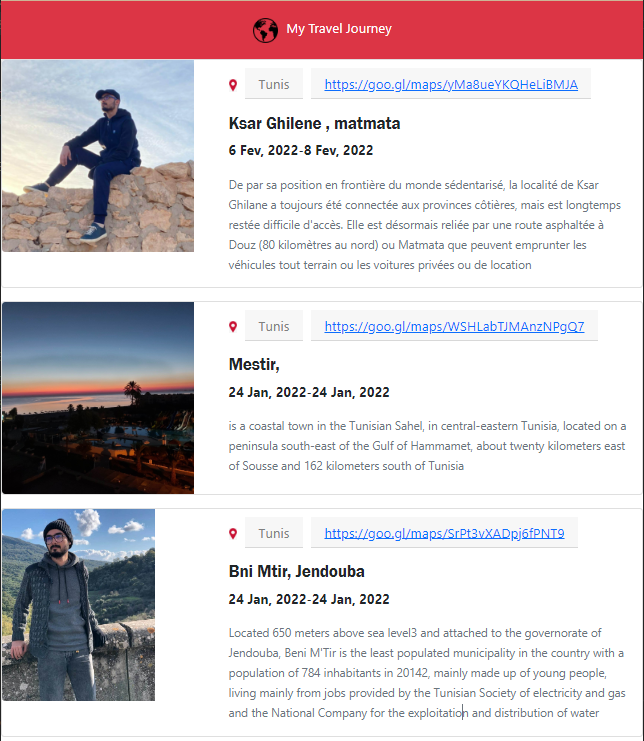 My Travel Journey
Tunis https://goo.gl/maps/yMa8ueYKQHeLiBMJA
Ksar Ghilene , matmata
6 Fev, 2022-8 Fev, 2022
De par sa position en frontière du monde sédentarisé, la localité de Ksar
Ghilane a toujours été connectée aux provinces côtières, mais est longtemps
restée difficile d'accès. Elle est désormais reliée par une route asphaltée à
Douz (80 kilomètres au nord) ou Matmata que peuvent emprunter les
véhicules tout terrain ou les voitures privées ou de location
Tunis https://goo.gl/maps/WSHLabTJMAnzNPgQ7
Mestir,
24 Jan, 2022-24 Jan, 2022
is a coastal town in the Tunisian Sahel, in central-eastern Tunisia, located on a
peninsula south-east of the Gulf of Hammamet, about twenty kilometers east
of Sousse and 162 kilometers south of Tunisia
Tunis https://goo.gl/maps/SrPt3vXADpj6fPNT9
Bni Mtir, Jendouba
24 Jan, 2022-24 Jan, 2022
Located 650 meters above sea level3 and attached to the governorate of
Jendouba, Beni M'Tir is the least populated municipality in the country with a
population of 784 inhabitants in 20142, mainly made up of young people,
living mainly from jobs provided by the Tunisian Society of electricity and gas
and the National Company for the exploitation and distribution of water